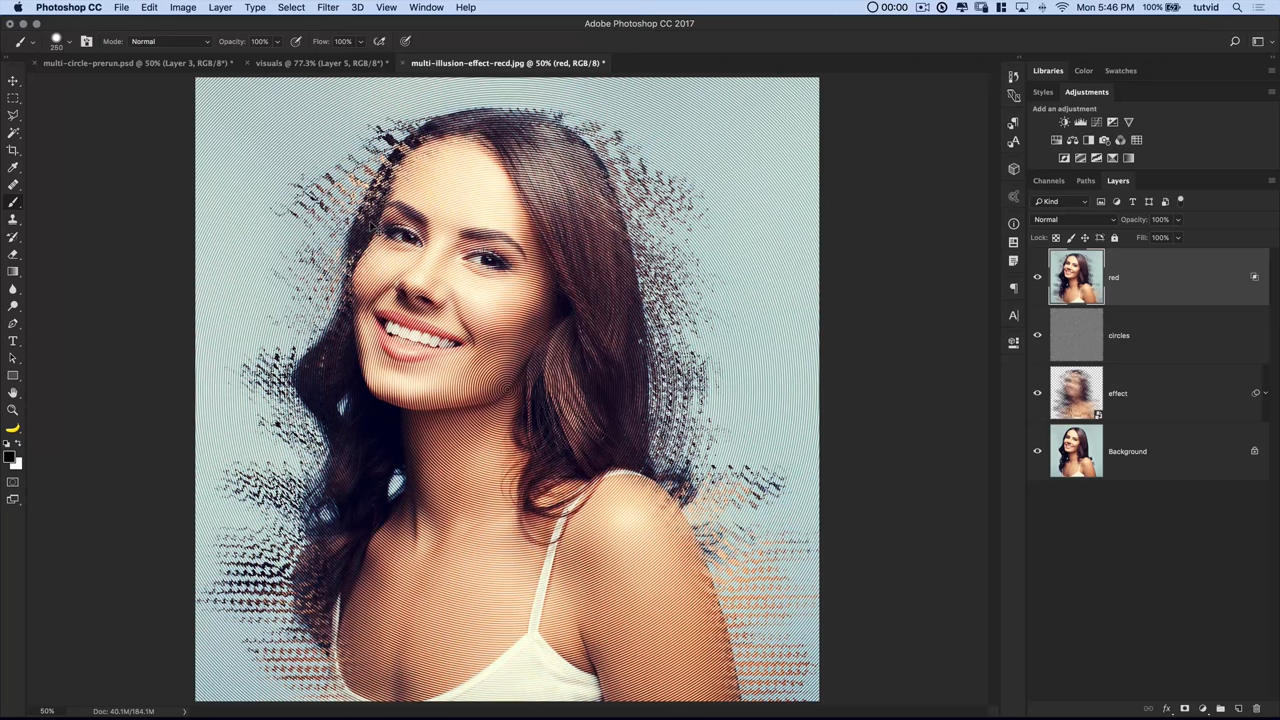 Photoshop CC File Edit Image Layer Type Select Filter 3D View Window Help 00:00 Mon 5:46 PM 100% tutvid
Adobe Photoshop CC 2017
250 Mode: Normal Opacity: 100% Flow: 100%
multi-circle-prerun.psd @ 50% (Layer 3, RGB/8*) * visuals @ 77.3% (Layer 5, RGB/8*) * multi-illusion-effect-recd.jpg @ 50% (red, RGB/8) *
Libraries Color Swatches
Styles Adjustments
Add an adjustment
Channels Paths Layers
Kind
Normal Opacity: 100%
Lock: Fill: 100%
red
circles
effect
Background
50% Doc: 40.1M/184.1M